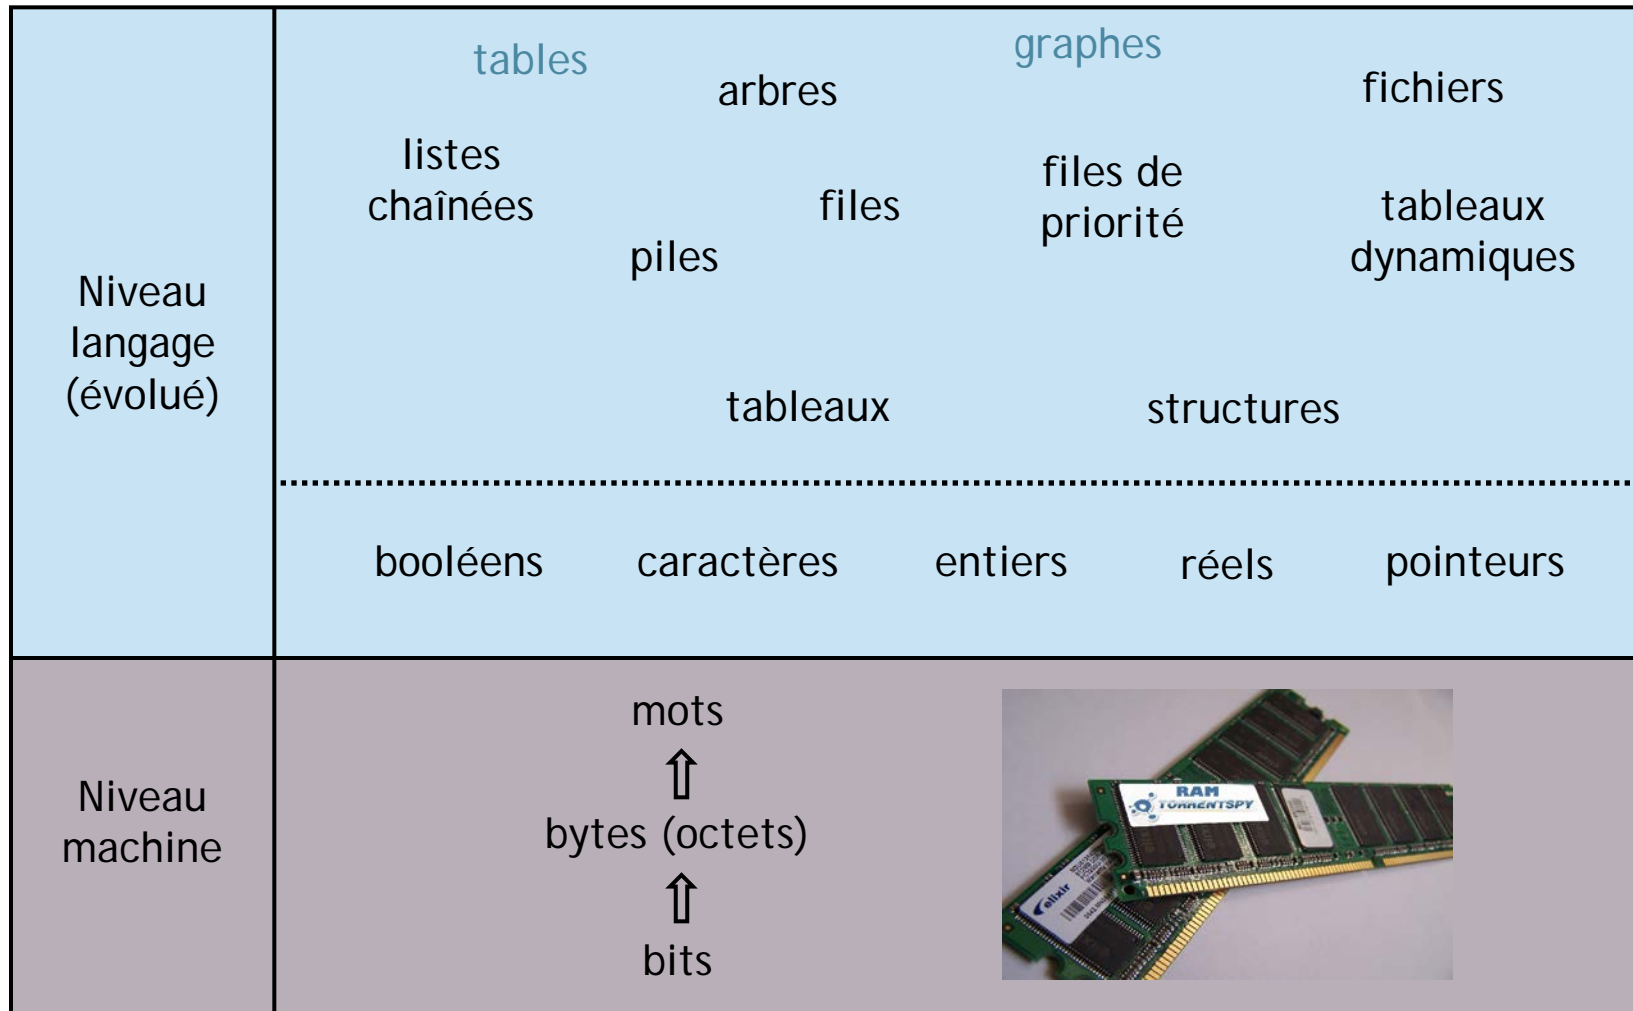 tables
graphes
arbres
fichiers
listes
chaînées
files
files de
priorité
tableaux
dynamiques
piles
Niveau
langage
(évolué)
tableaux
structures
booléens
caractères
entiers
réels
pointeurs
Niveau
machine
mots
⇧
bytes (octets)
⇧
bits
RAM
TORRENTSPY
elixir